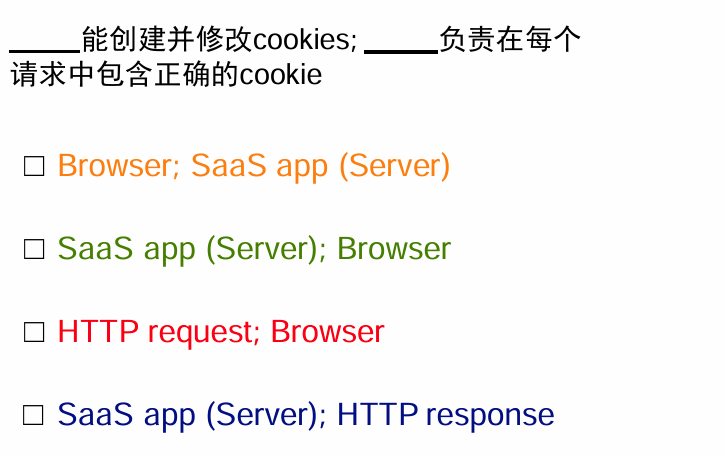 _____能创建并修改cookies; _____负责在每个
请求中包含正确的cookie
□ Browser; SaaS app (Server)
□ SaaS app (Server); Browser
□ HTTP request; Browser
□ SaaS app (Server); HTTP response